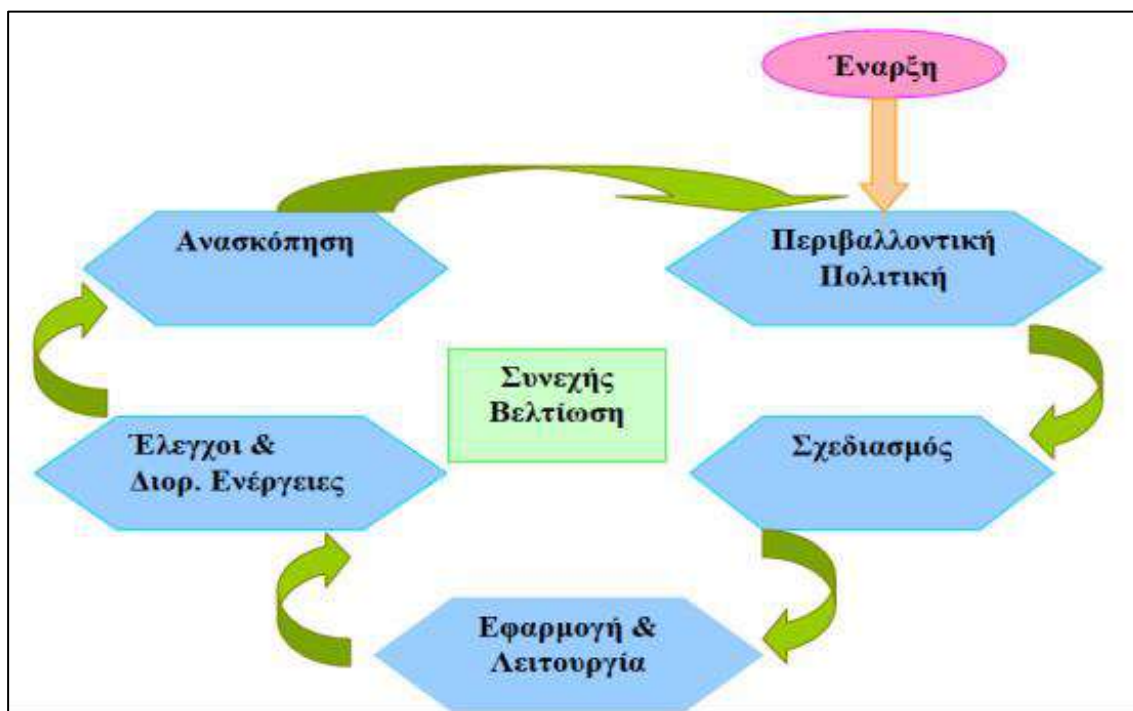 Έναρξη
Ανασκόπηση
Περιβαλλοντική
Πολιτική
Συνεχής
Βελτίωση
Έλεγχοι &
Διορ. Ενέργειες
Σχεδιασμός
Εφαρμογή &
Λειτουργία